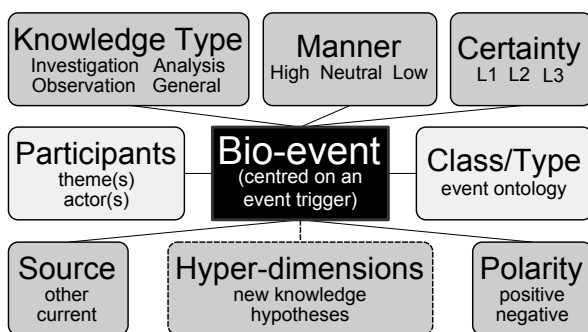 Knowledge Type
Investigation Analysis
Observation General
Manner
High Neutral Low
Certainty
L1 L2 L3
Participants
theme(s)
actor(s)
Bio-event
(centred on an
event trigger)
Class/Type
event ontology
Source
other
current
Hyper-dimensions
new knowledge
hypotheses
Polarity
positive
negative